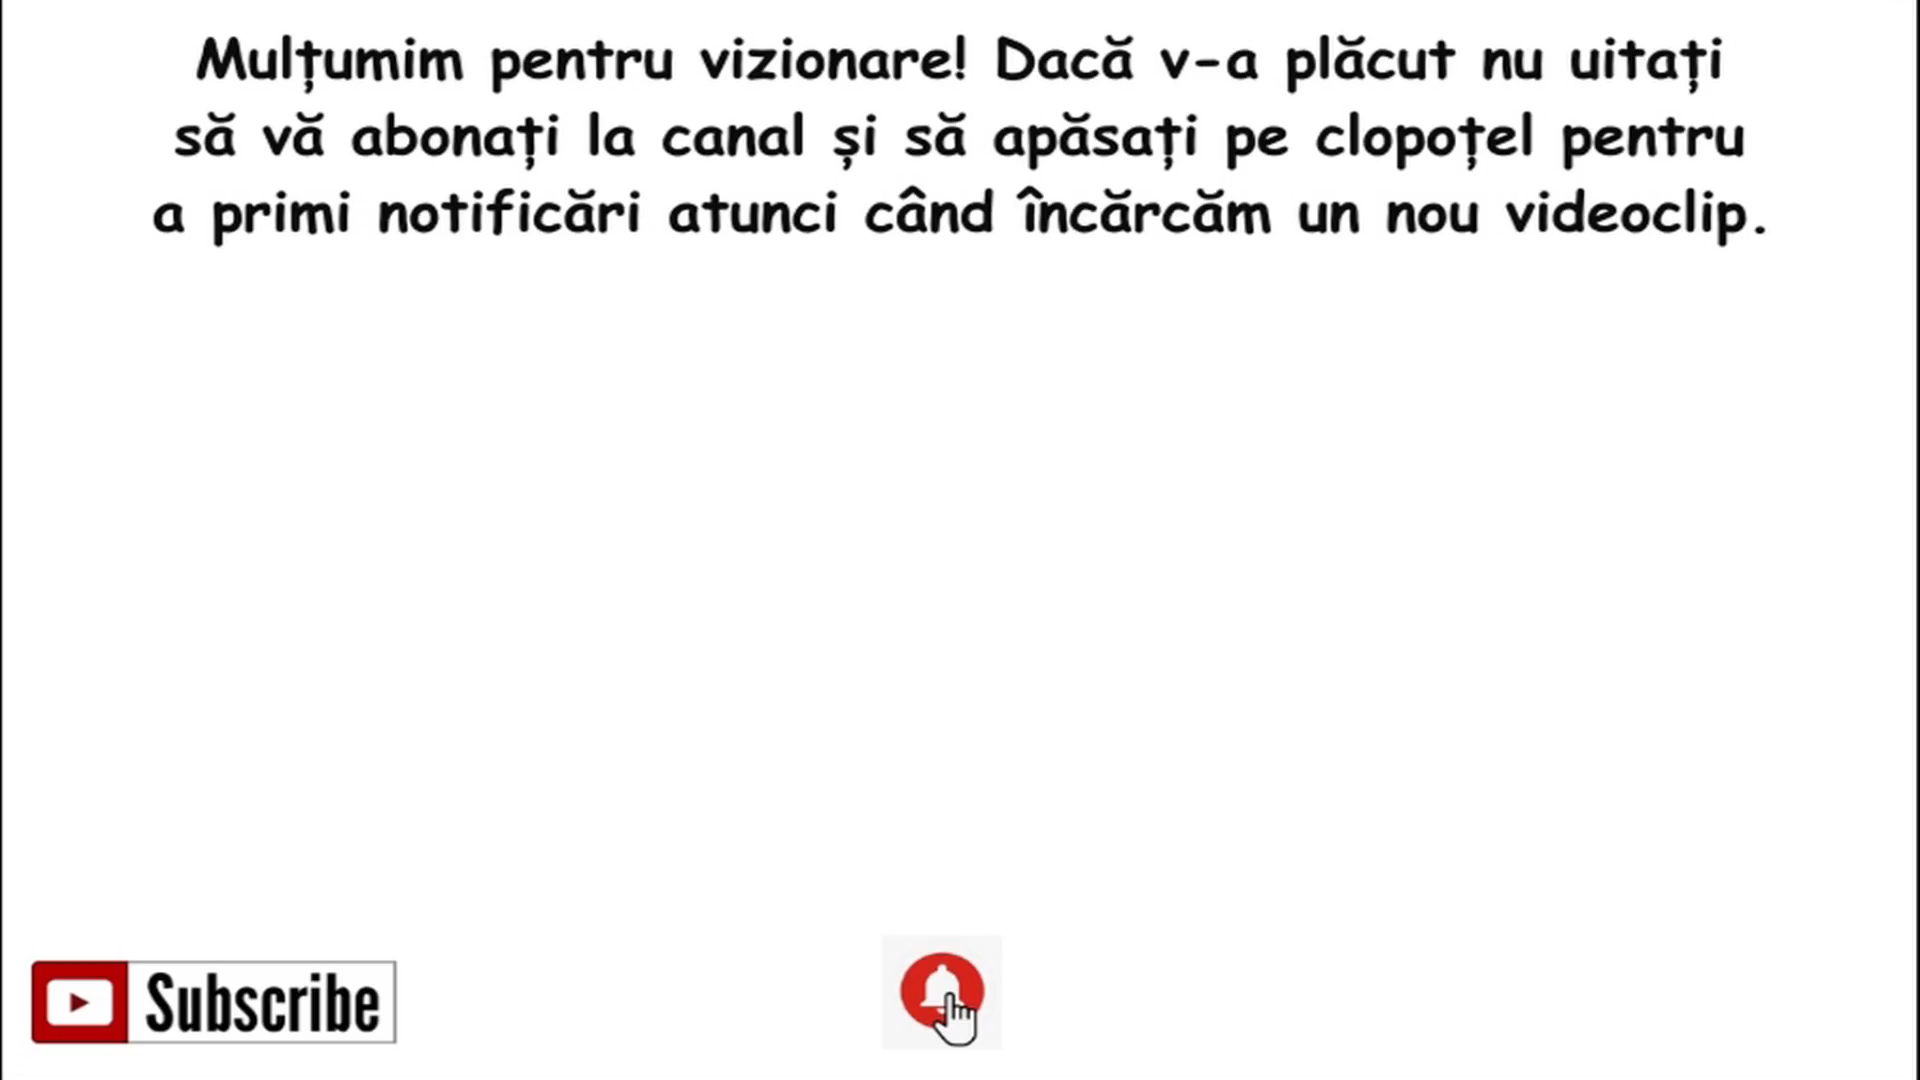 Mulțumim pentru vizionare! Dacă v-a plăcut nu uitați
să vă abonați la canal și să apăsați pe clopoțel pentru
a primi notificări atunci când încărcăm un nou videoclip.
Subscribe